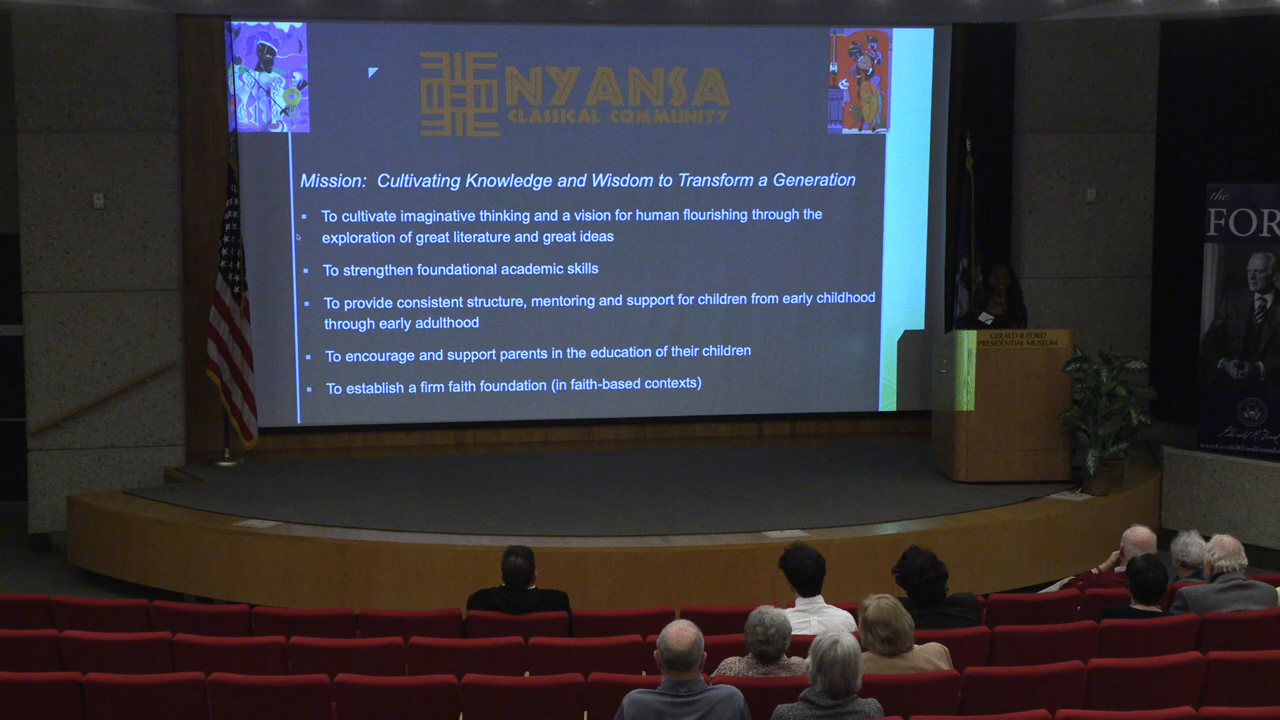 NYANSA
CLASSICAL COMMUNITY
Mission: Cultivating Knowledge and Wisdom to Transform a Generation
To cultivate imaginative thinking and a vision for human flourishing through the
exploration of great literature and great ideas
To strengthen foundational academic skills
To provide consistent structure, mentoring and support for children from early childhood
through early adulthood
To encourage and support parents in the education of their children
To establish a firm faith foundation (in faith-based contexts)
GERALD R FORD
PRESIDENTIAL MUSEUM
the
FOR